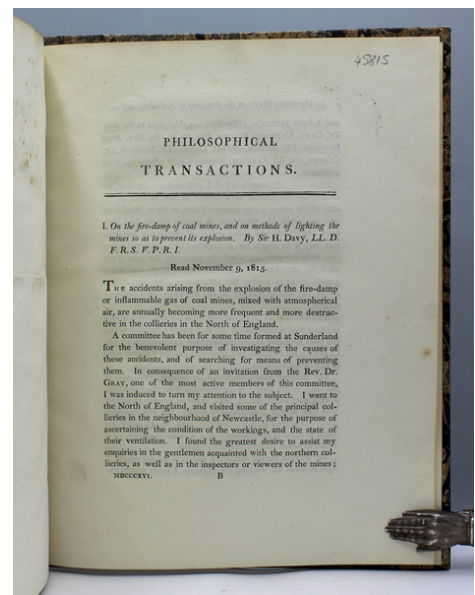 45815
PHILOSOPHICAL
TRANSACTIONS.
I. On the fire-damp of coal mines, and on methods of lighting the
mines so as to prevent its explosion. By Sir H. Davy, LL. D.
F. R. S. V. P. R. I.
Read November 9, 1815.
THE accidents arising from the explosion of the fire-damp
or inflammable gas of coal mines, mixed with atmospherical
air, are annually becoming more frequent and more destruc-
tive in the collieries in the North of England.
A committee has been for some time formed at Sunderland
for the benevolent purpose of investigating the causes of
these accidents, and of searching for means of preventing
them. In consequence of an invitation from the Rev. Dr.
GRAY, one of the most active members of this committee,
I was induced to turn my attention to the subject. I went to
the North of England, and visited some of the principal col-
lieries in the neighbourhood of Newcastle, for the purpose of
ascertaining the condition of the workings, and the state of
their ventilation. I found the greatest desire to assist my
enquiries in the gentlemen acquainted with the northern col-
lieries, as well as in the inspectors or viewers of the mines;
MDCCCXVI. B